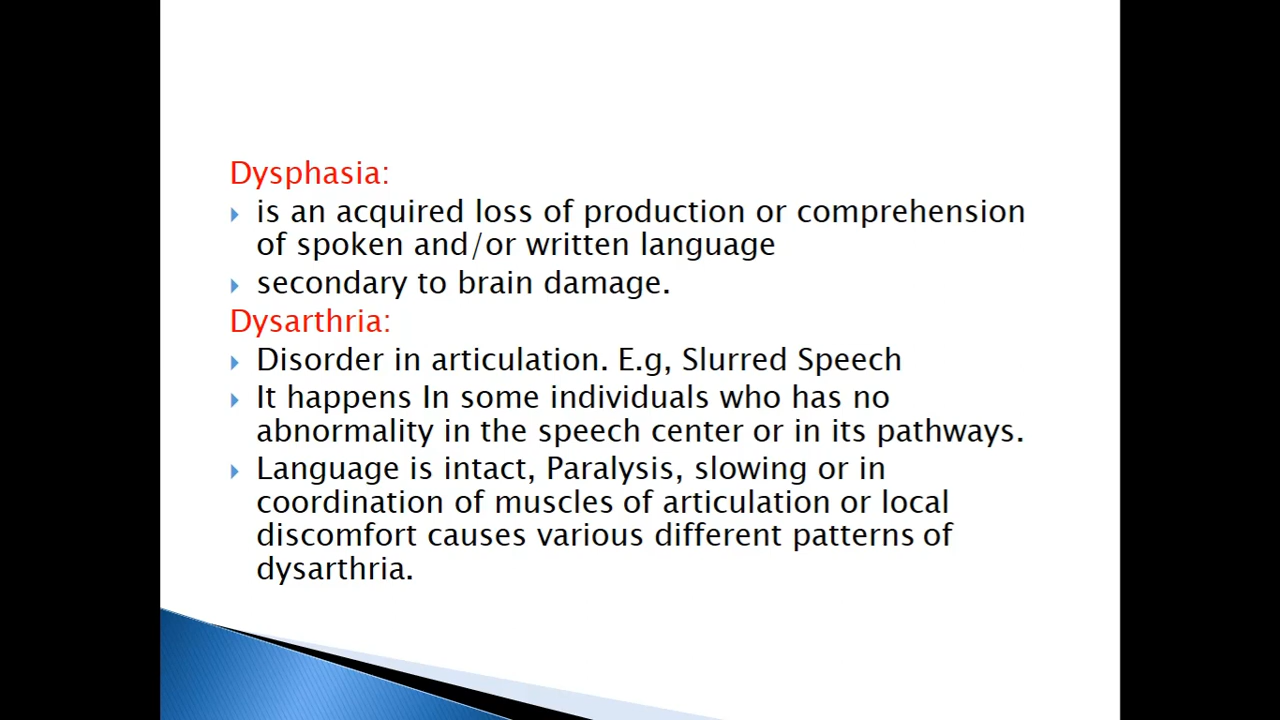 Dysphasia:
is an acquired loss of production or comprehension
of spoken and/or written language
secondary to brain damage.
Dysarthria:
Disorder in articulation. E.g, Slurred Speech
It happens In some individuals who has no
abnormality in the speech center or in its pathways.
Language is intact, Paralysis, slowing or in
coordination of muscles of articulation or local
discomfort causes various different patterns of
dysarthria.